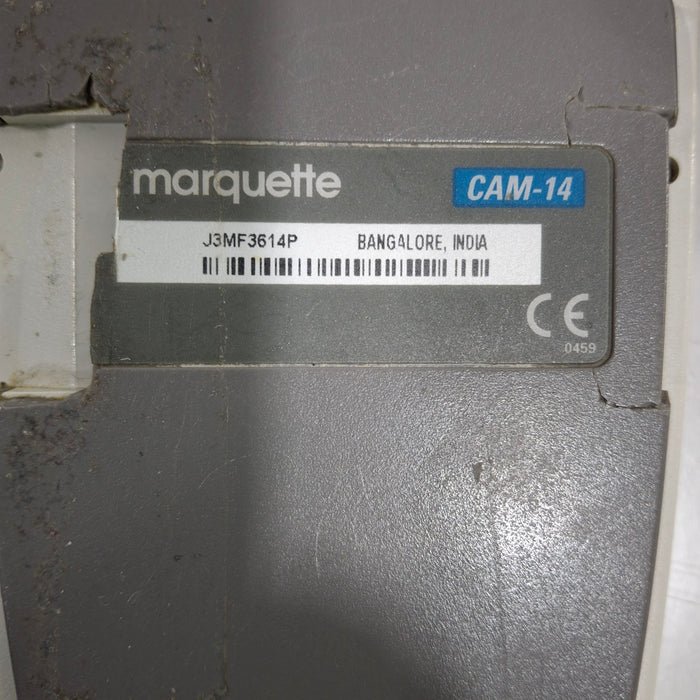 marquette CAM-14
J3MF3614P BANGALORE, INDIA
CE
0459